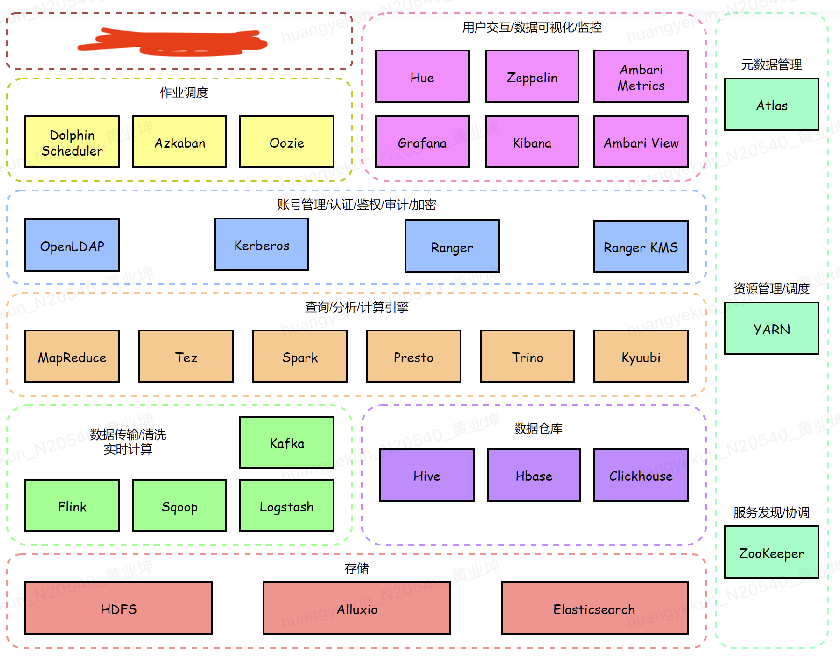 用户交互/数据可视化/监控
Hue
Zeppelin
Ambari
Metrics
Grafana
Kibana
Ambari View
作业调度
Dolphin
Scheduler
Azkaban
Oozie
账号管理/认证/鉴权/审计/加密
OpenLDAP
Kerberos
Ranger
Ranger KMS
查询/分析/计算引擎
MapReduce
Tez
Spark
Presto
Trino
Kyuubi
数据传输/清洗
实时计算
Kafka
Flink
Sqoop
Logstash
数据仓库
Hive
Hbase
Clickhouse
存储
HDFS
Alluxio
Elasticsearch
元数据管理
Atlas
资源管理/调度
YARN
服务发现/协调
ZooKeeper
huangyekun_N20540_黄业坤